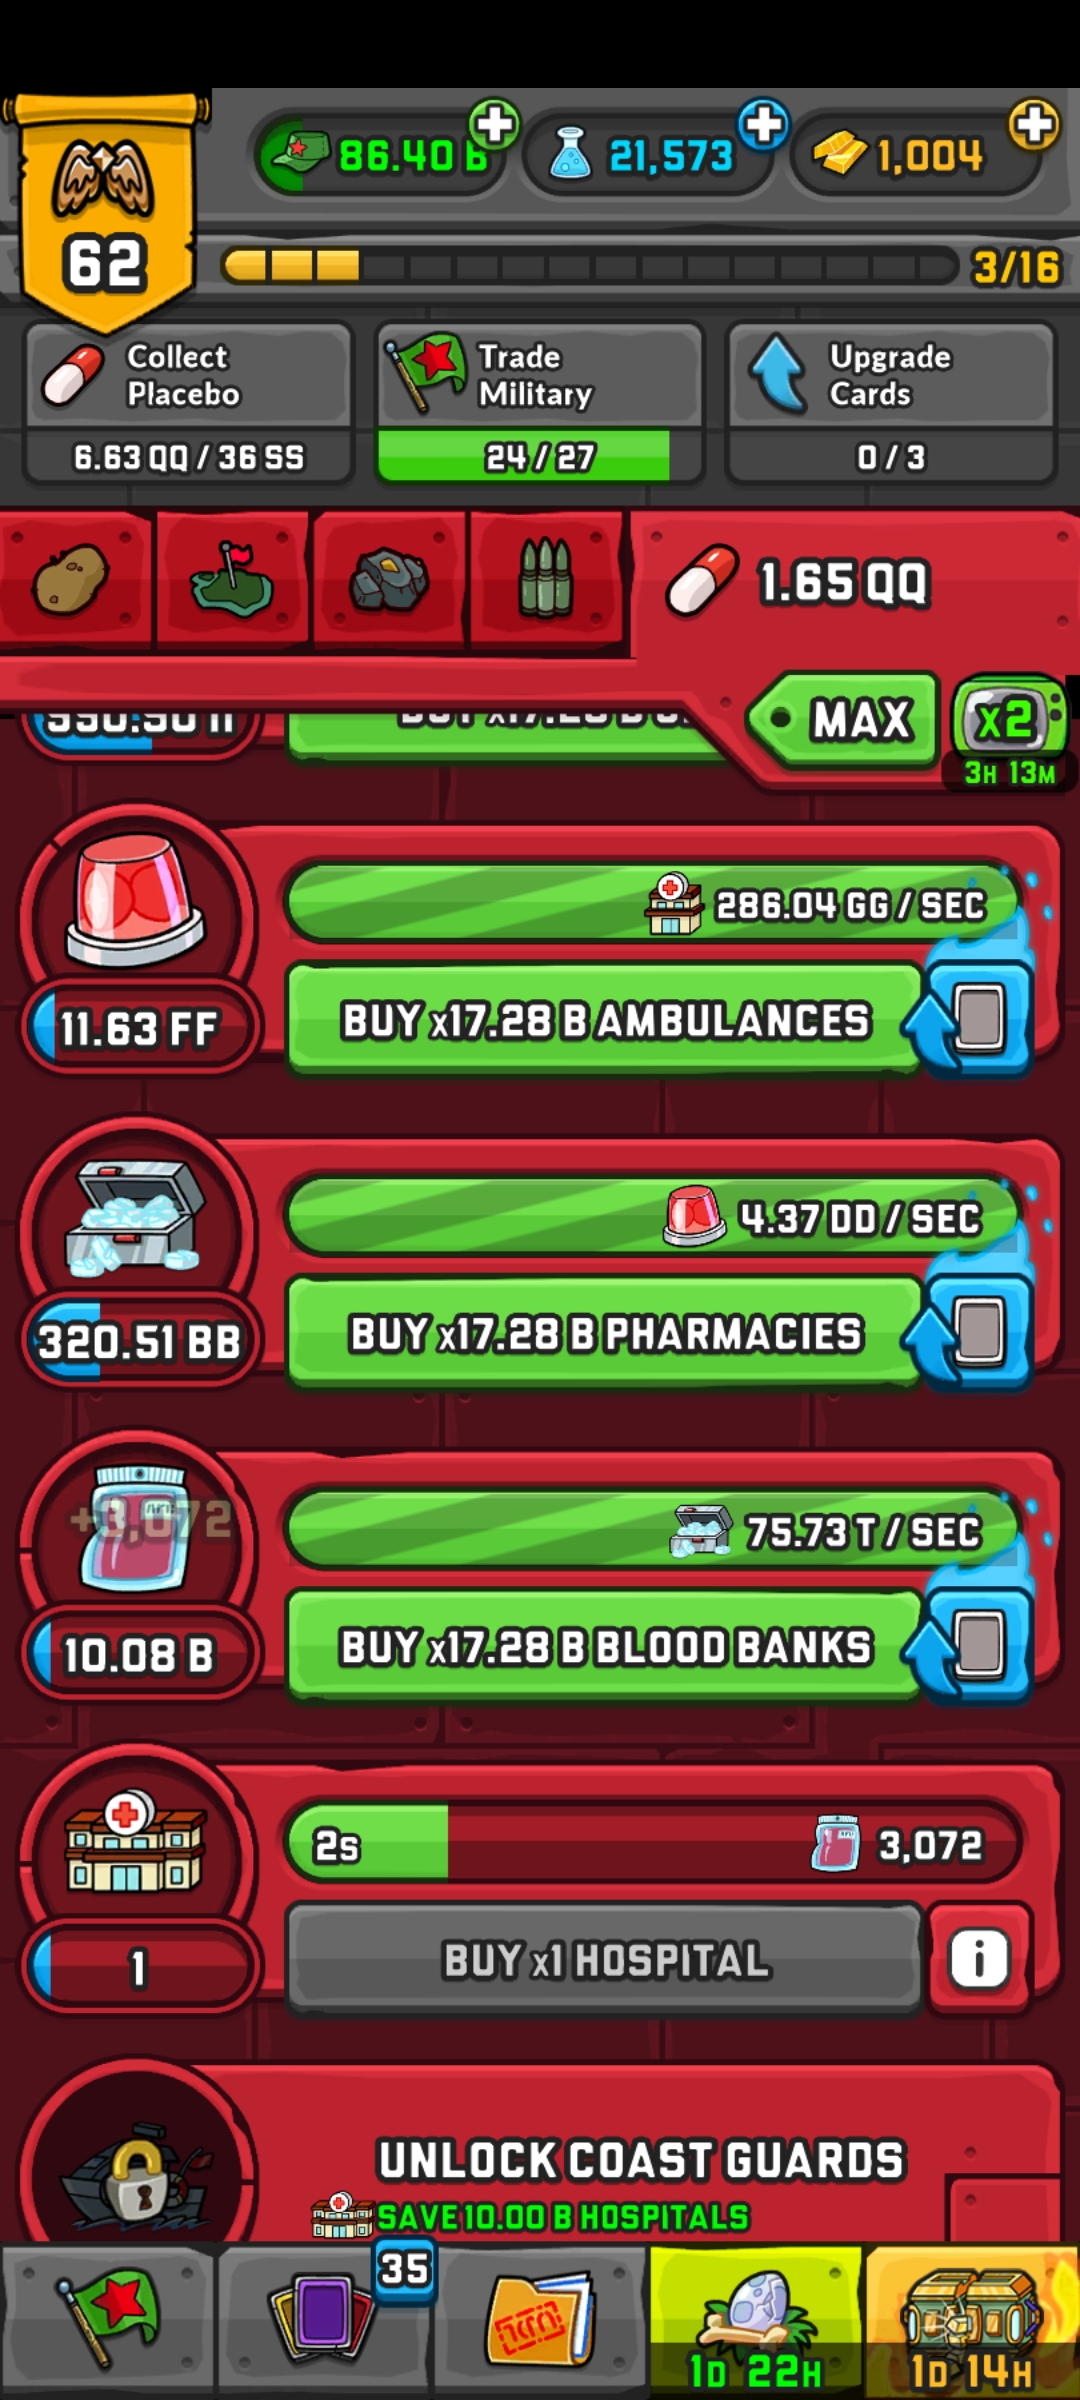 86.40 B
21,573
1,004
62
3/16
Collect
Placebo
6.63 QQ / 36 SS
Trade
Military
24 / 27
Upgrade
Cards
0 / 3
1.65 QQ
MAX
x2
3H 13M
286.04 GG / SEC
11.63 FF
BUY x17.28 B AMBULANCES
4.37 DD / SEC
320.51 BB
BUY x17.28 B PHARMACIES
+3,072
75.73 T / SEC
10.08 B
BUY x17.28 B BLOOD BANKS
2s
3,072
1
BUY x1 HOSPITAL
i
UNLOCK COAST GUARDS
SAVE 10.00 B HOSPITALS
35
1D 22H
1D 14H